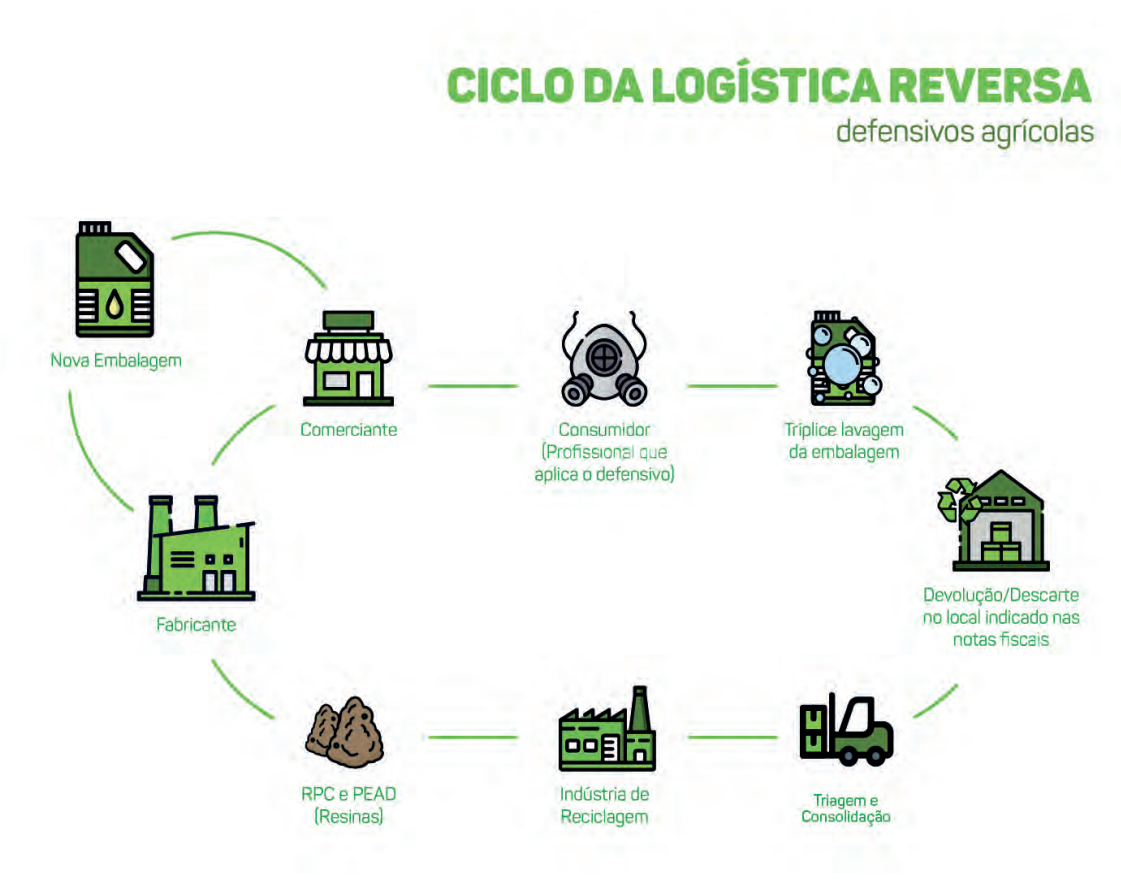 CICLO DA LOGÍSTICA REVERSA
defensivos agrícolas
Nova Embalagem
Comerciante
Consumidor
(Profissional que
aplica o defensivo)
Tríplice lavagem
da embalagem
Devolução/Descarte
no local indicado nas
notas fiscais
Fabricante
RPC e PEAD
(Resinas)
Indústria de
Reciclagem
Triagem e
Consolidação